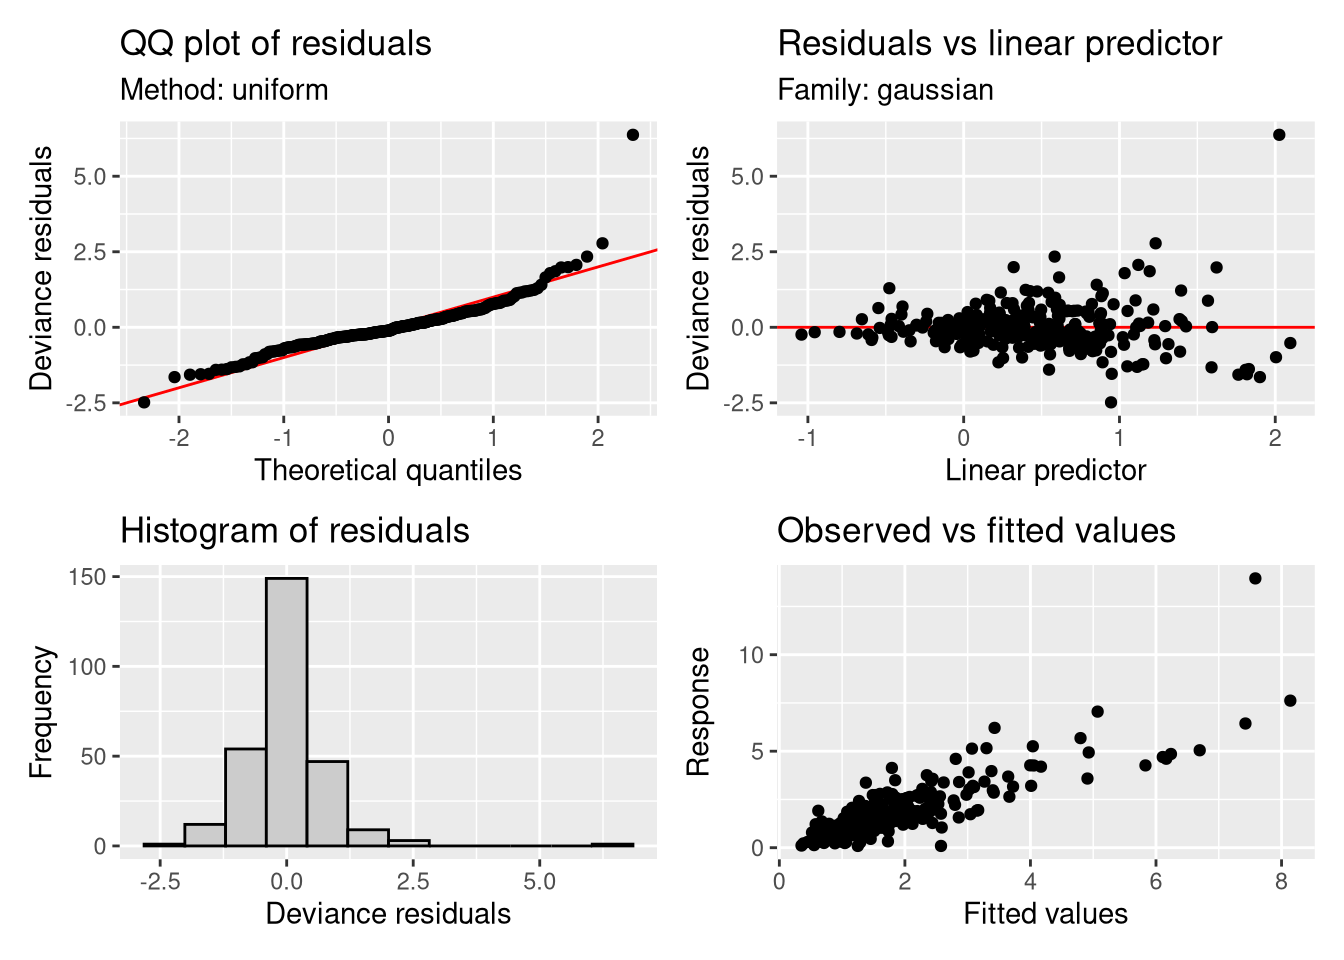 QQ plot of residuals
Method: uniform
Deviance residuals
5.0
2.5
0.0
-2.5
-2 -1 0 1 2
Theoretical quantiles
Residuals vs linear predictor
Family: gaussian
Deviance residuals
5.0
2.5
0.0
-2.5
-1 0 1 2
Linear predictor
Histogram of residuals
Frequency
150
100
50
0
-2.5 0.0 2.5 5.0
Deviance residuals
Observed vs fitted values
Response
10
5
0
0 2 4 6 8
Fitted values